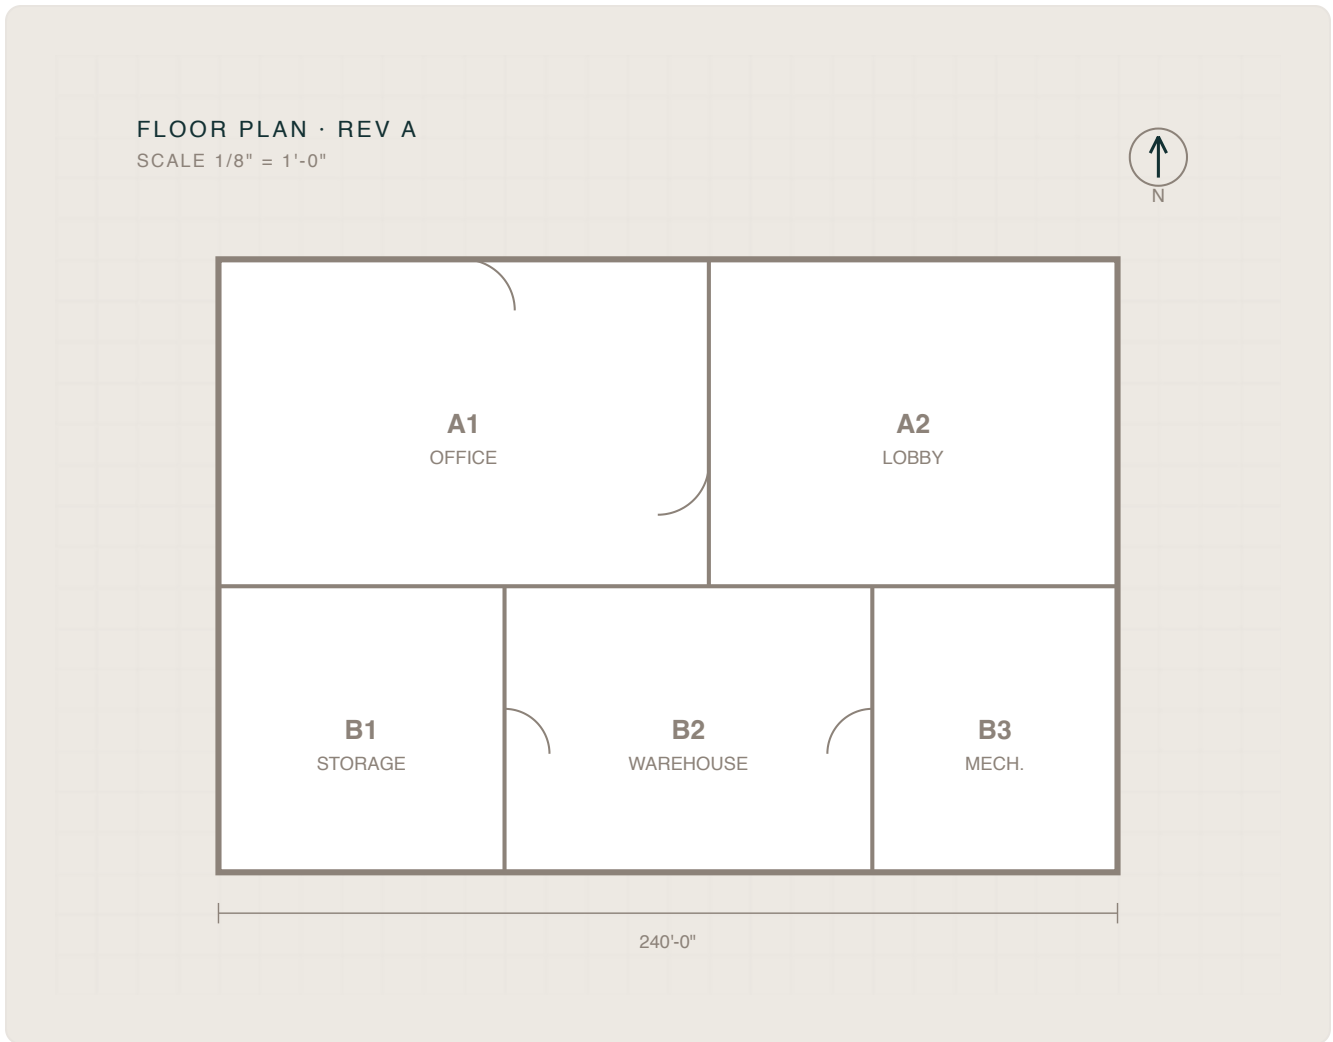 FLOOR PLAN · REV A
SCALE 1/8" = 1'-0"
N
A1
OFFICE
A2
LOBBY
B1
STORAGE
B2
WAREHOUSE
B3
MECH.
240'-0"